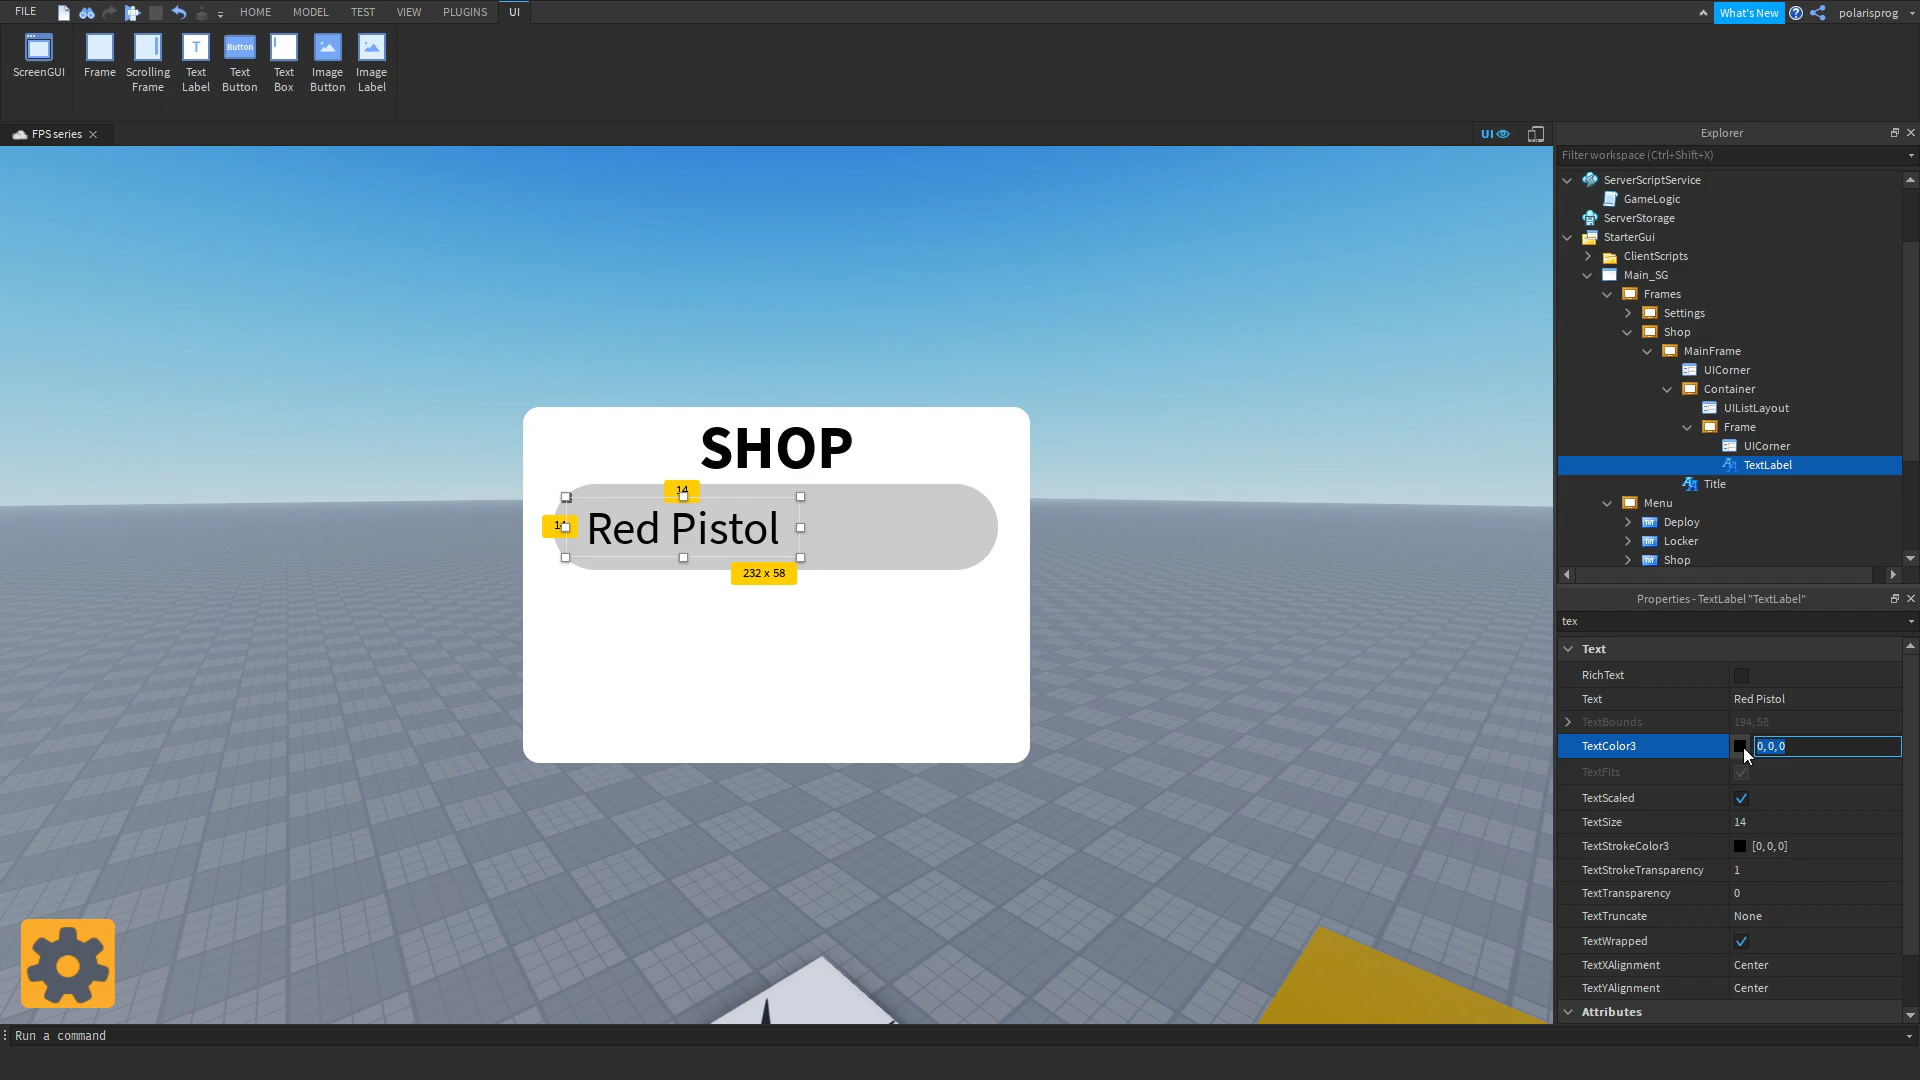 FILE HOME MODEL TEST VIEW PLUGINS UI What's New polarisprog
ScreenGUI Frame Scrolling Frame Text Label Text Button Button Text Box Image Button Image Label
FPS series UI
SHOP
14
14 Red Pistol
232 x 58
Explorer
Filter workspace (Ctrl+Shift+X)
ServerScriptService
GameLogic
ServerStorage
StarterGui
ClientScripts
Main_SG
Frames
Settings
Shop
MainFrame
UICorner
Container
UIListLayout
Frame
UICorner
TextLabel
Title
Menu
Deploy
Locker
Shop
Properties - TextLabel "TextLabel"
tex
Text
RichText
Text Red Pistol
TextBounds 194, 58
TextColor3 0, 0, 0
TextFits
TextScaled
TextSize 14
TextStrokeColor3 [0, 0, 0]
TextStrokeTransparency 1
TextTransparency 0
TextTruncate None
TextWrapped
TextXAlignment Center
TextYAlignment Center
Attributes
Run a command